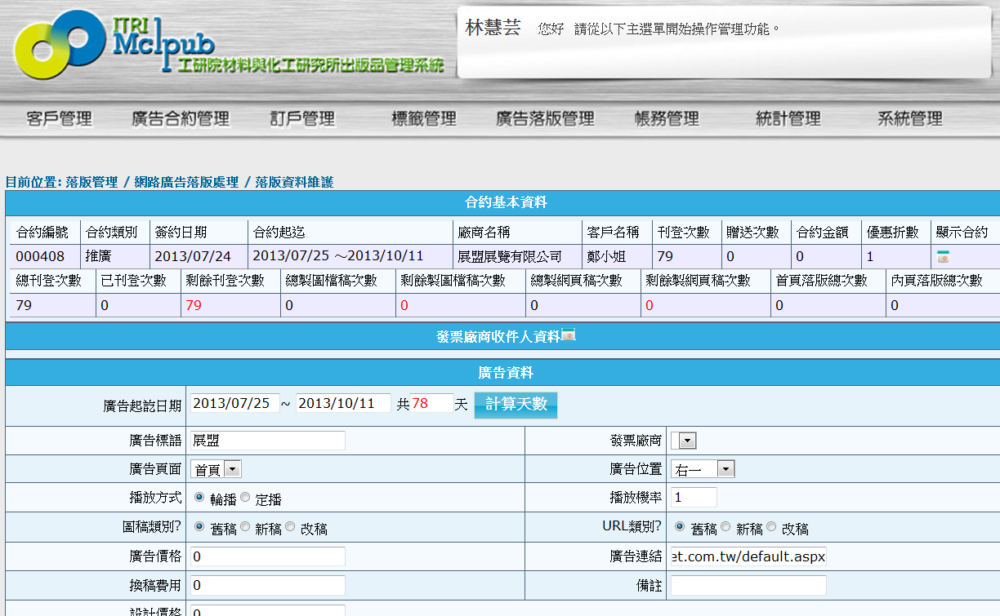 ITRI
Mclpub
工研院材料與化工研究所出版品管理系統
林慧芸 您好 請從以下主選單開始操作管理功能。
客戶管理 廣告合約管理 訂戶管理 標籤管理 廣告落版管理 帳務管理 統計管理 系統管理
目前位置: 落版管理 / 網路廣告落版處理 / 落版資料維護
合約基本資料
合約編號 合約類別 簽約日期 合約起迄 廠商名稱 客戶名稱 刊登次數 贈送次數 合約金額 優惠折數 顯示合約
000408 推廣 2013/07/24 2013/07/25 ～2013/10/11 展盟展覽有限公司 鄭小姐 79 0 0 1
總刊登次數 已刊登次數 剩餘刊登次數 總製圖檔稿次數 剩餘製圖檔稿次數 總製網頁稿次數 剩餘製網頁稿次數 首頁落版總次數 內頁落版總次數
79 0 79 0 0 0 0 0 0
發票廠商收件人資料
廣告資料
廣告起訖日期 2013/07/25 ~ 2013/10/11 共 78 天 計算天數
廣告標語 展盟 發票廠商
廣告頁面 首頁 廣告位置 右一
播放方式 輪播 定播 播放機率 1
圖稿類別? 舊稿 新稿 改稿 URL類別? 舊稿 新稿 改稿
廣告價格 0 廣告連結 et.com.tw/default.aspx
換稿費用 0 備註
設計價格 0